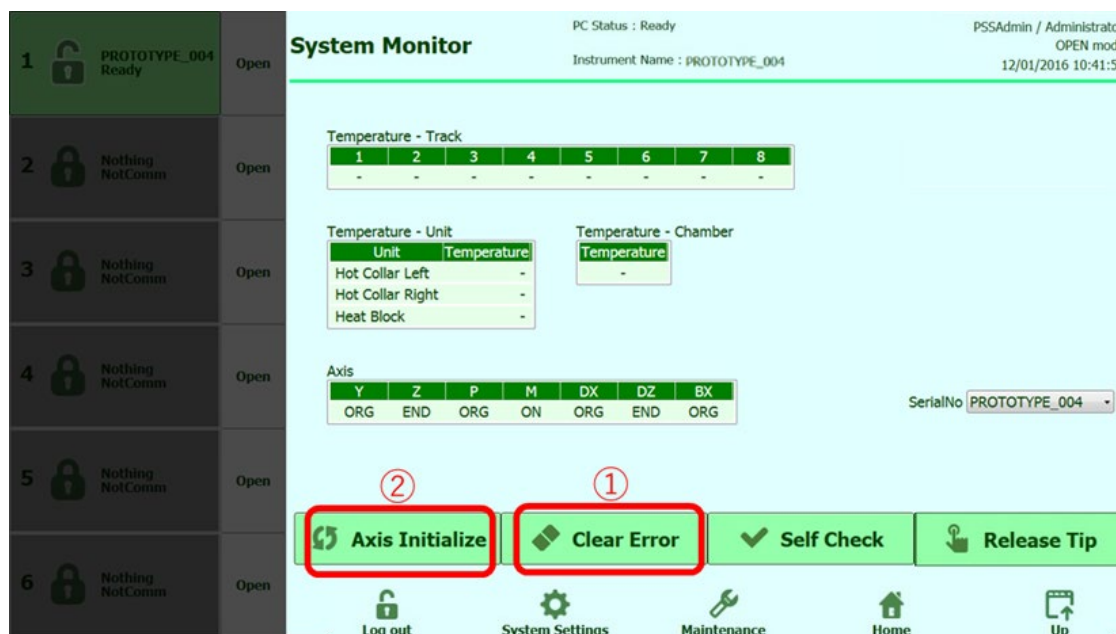 1 PROTOTYPE_004 Open
Ready
2 Nothing Open
NotComm
3 Nothing Open
NotComm
4 Nothing Open
NotComm
5 Nothing Open
NotComm
6 Nothing Open
NotComm
System Monitor
PC Status : Ready
Instrument Name : PROTOTYPE_004
PSSAdmin / Administrato
OPEN mod
12/01/2016 10:41:5
Temperature - Track
1 2 3 4 5 6 7 8
- - - - - - - -
Temperature - Unit
Unit Temperature
Hot Collar Left -
Hot Collar Right -
Heat Block -
Temperature - Chamber
Temperature
-
Axis
Y Z P M DX DZ BX
ORG END ORG ON ORG END ORG
SerialNo PROTOTYPE_004
② ①
Axis Initialize Clear Error Self Check Release Tip
Log out System Settings Maintenance Home Up